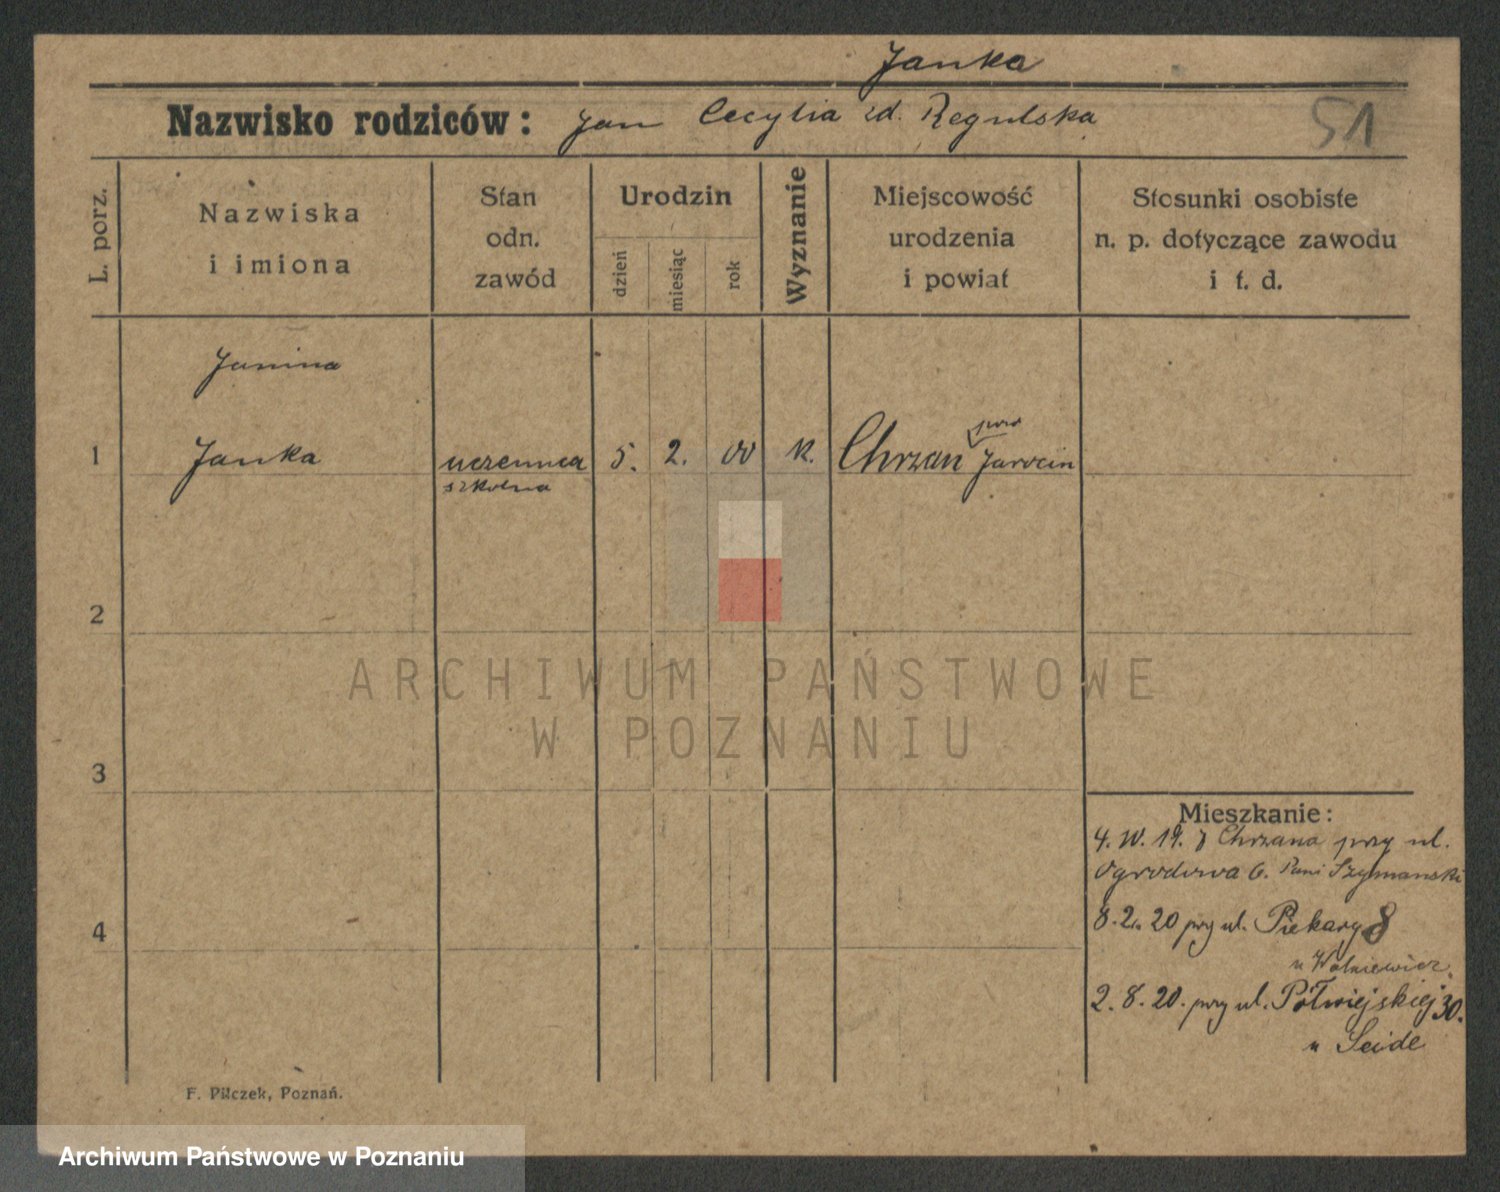 Janka
Nazwisko rodziców: Jan Cecylia zd. Regulska
51
L. porz.
Nazwiska
i imiona
Stan
odn.
zawód
Urodzin
dzień
miesiąc
rok
Wyznanie
Miejscowość
urodzenia
i powiat
Stosunki osobiste
n. p. dotyczące zawodu
i t. d.
Janina
1 Janka uczennica 5. 2. 00 k. Chrzan pow Jarocin
szkolna
2
ARCHIWUM PAŃSTWOWE
W POZNANIU
3
Mieszkanie:
4. 19. z Chrzana przy ul.
Ogrodowa 6. Pani Szymanski
4
8. 2. 20 przy ul. Piekary 8
u Wolniewicz.
2. 8. 20. przy ul. Półwiejskiej 30.
u Seide
F. Pilczek, Poznań.
Archiwum Państwowe w Poznaniu